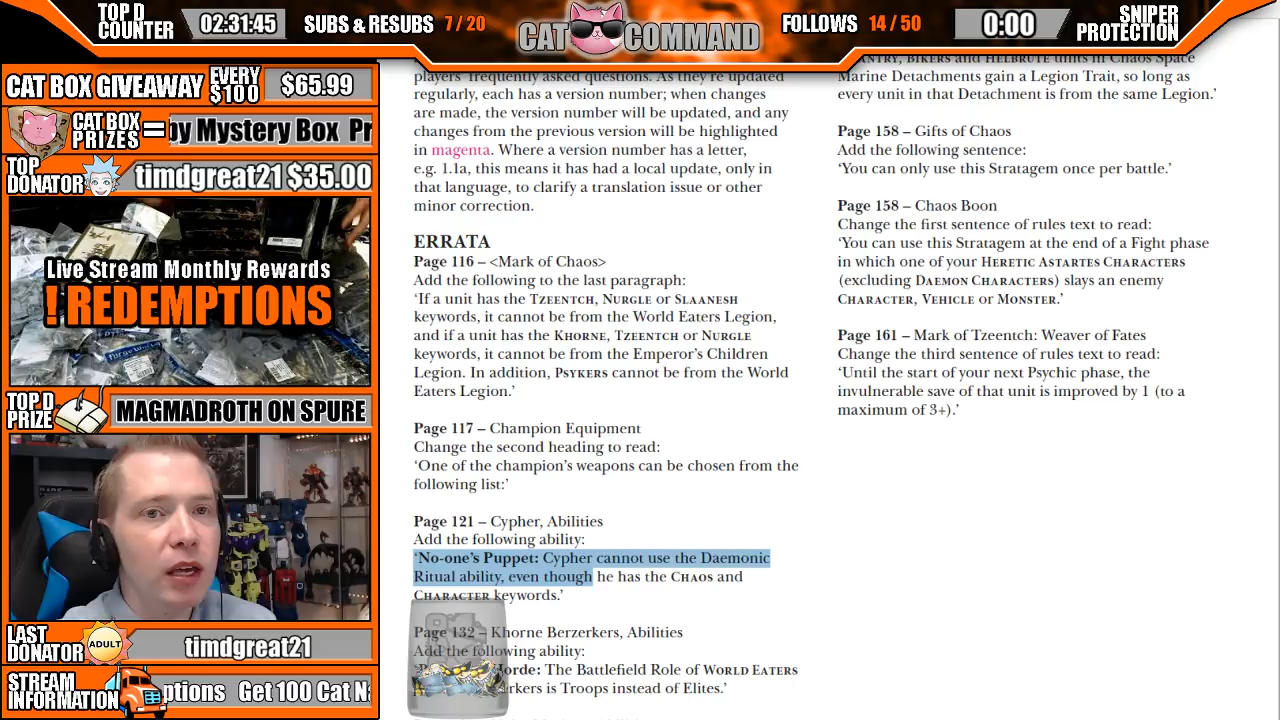 TOP D
COUNTER
02:31:45
SUBS & RESUBS 7 / 20
CAT COMMAND
FOLLOWS 14 / 50
0:00
SNIPER
PROTECTION
CAT BOX GIVEAWAY EVERY
$100
$65.99
CAT BOX
PRIZES =
by Mystery Box Pr
TOP
DONATOR
timdgreat21 $35.00
Live Stream Monthly Rewards
! REDEMPTIONS
TOP D
PRIZE
MAGMADROTH ON SPURE
LAST
DONATOR
ADULT
timdgreat21
STREAM
INFORMATION
ptions Get 100 Cat N
players' frequently asked questions. As they're updated
regularly, each has a version number; when changes
are made, the version number will be updated, and any
changes from the previous version will be highlighted
in magenta. Where a version number has a letter,
e.g. 1.1a, this means it has had a local update, only in
that language, to clarify a translation issue or other
minor correction.
ERRATA
Page 116 – <Mark of Chaos>
Add the following to the last paragraph:
'If a unit has the TZEENTCH, NURGLE or SLAANESH
keywords, it cannot be from the World Eaters Legion,
and if a unit has the KHORNE, TZEENTCH or NURGLE
keywords, it cannot be from the Emperor's Children
Legion. In addition, PSYKERS cannot be from the World
Eaters Legion.'
Page 117 – Champion Equipment
Change the second heading to read:
'One of the champion's weapons can be chosen from the
following list:'
Page 121 – Cypher, Abilities
Add the following ability:
'No-one's Puppet: Cypher cannot use the Daemonic
Ritual ability, even though he has the CHAOS and
CHARACTER keywords.'
Page 132 – Khorne Berzerkers, Abilities
Add the following ability:
Horde: The Battlefield Role of WORLD EATERS
is Troops instead of Elites.'
BIKERS and HELBRUTE units in Chaos Space
Marine Detachments gain a Legion Trait, so long as
every unit in that Detachment is from the same Legion.'
Page 158 – Gifts of Chaos
Add the following sentence:
'You can only use this Stratagem once per battle.'
Page 158 – Chaos Boon
Change the first sentence of rules text to read:
'You can use this Stratagem at the end of a Fight phase
in which one of your HERETIC ASTARTES CHARACTERS
(excluding DAEMON CHARACTERS) slays an enemy
CHARACTER, VEHICLE or MONSTER.'
Page 161 – Mark of Tzeentch: Weaver of Fates
Change the third sentence of rules text to read:
'Until the start of your next Psychic phase, the
invulnerable save of that unit is improved by 1 (to a
maximum of 3+).'